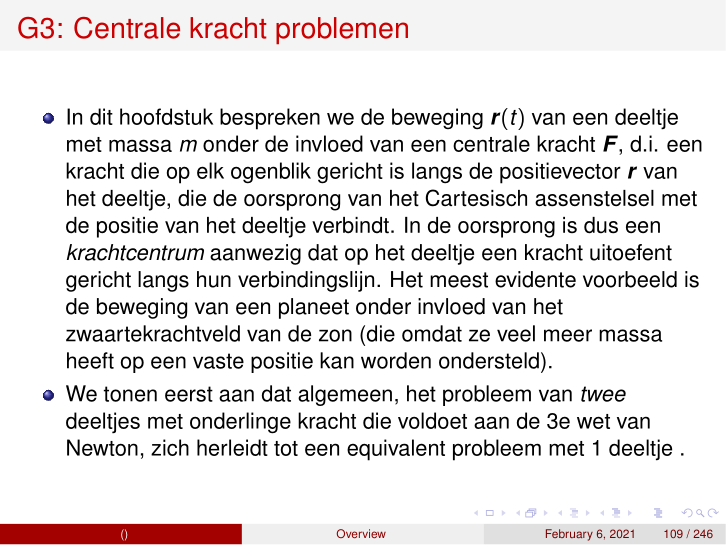 G3: Centrale kracht problemen
In dit hoofdstuk bespreken we de beweging r(t) van een deeltje
met massa m onder de invloed van een centrale kracht F, d.i. een
kracht die op elk ogenblik gericht is langs de positievector r van
het deeltje, die de oorsprong van het Cartesisch assenstelsel met
de positie van het deeltje verbindt. In de oorsprong is dus een
krachtcentrum aanwezig dat op het deeltje een kracht uitoefent
gericht langs hun verbindingslijn. Het meest evidente voorbeeld is
de beweging van een planeet onder invloed van het
zwaartekrachtveld van de zon (die omdat ze veel meer massa
heeft op een vaste positie kan worden ondersteld).
We tonen eerst aan dat algemeen, het probleem van twee
deeltjes met onderlinge kracht die voldoet aan de 3e wet van
Newton, zich herleidt tot een equivalent probleem met 1 deeltje .
() Overview February 6, 2021 109 / 246